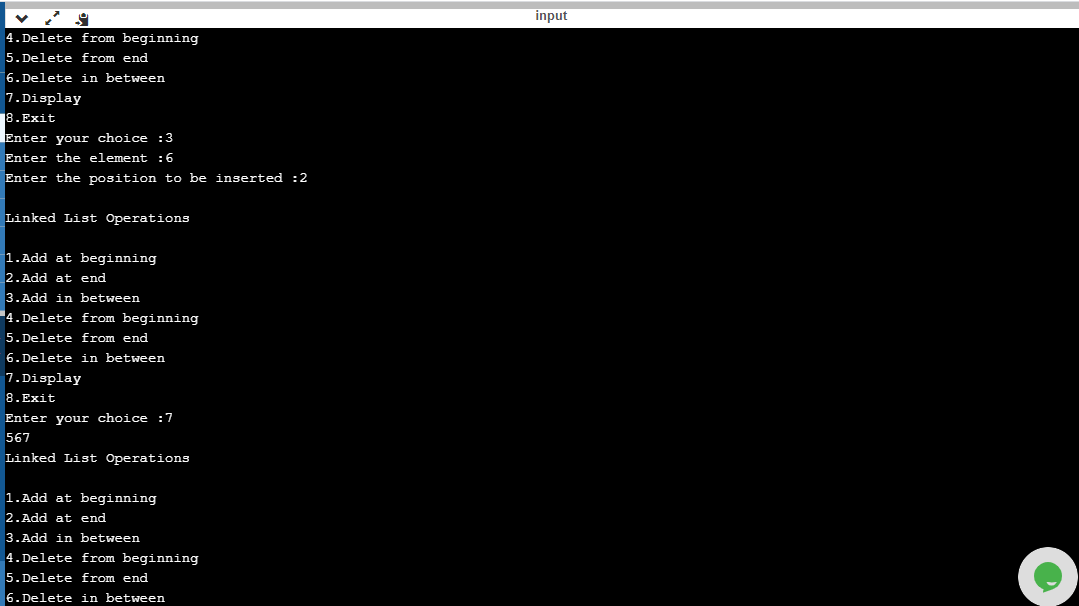 input
4.Delete from beginning
5.Delete from end
6.Delete in between
7.Display
8.Exit
Enter your choice :3
Enter the element :6
Enter the position to be inserted :2
Linked List Operations
1.Add at beginning
2.Add at end
3.Add in between
4.Delete from beginning
5.Delete from end
6.Delete in between
7.Display
8.Exit
Enter your choice :7
567
Linked List Operations
1.Add at beginning
2.Add at end
3.Add in between
4.Delete from beginning
5.Delete from end
6.Delete in between